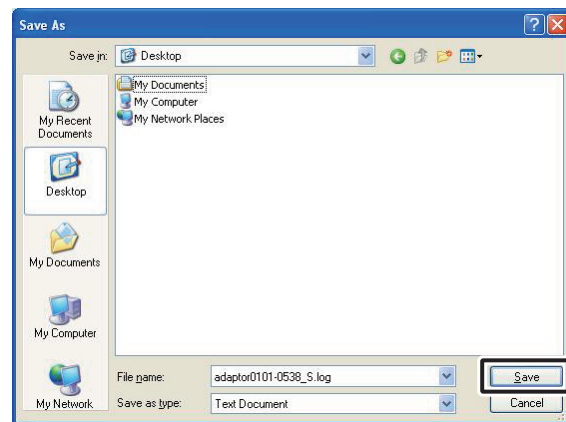 Save As
Save in: Desktop
My Documents
My Computer
My Network Places
My Recent
Documents
Desktop
My Documents
My Computer
My Network
File name: adaptor0101-0538_S.log Save
Save as type: Text Document Cancel